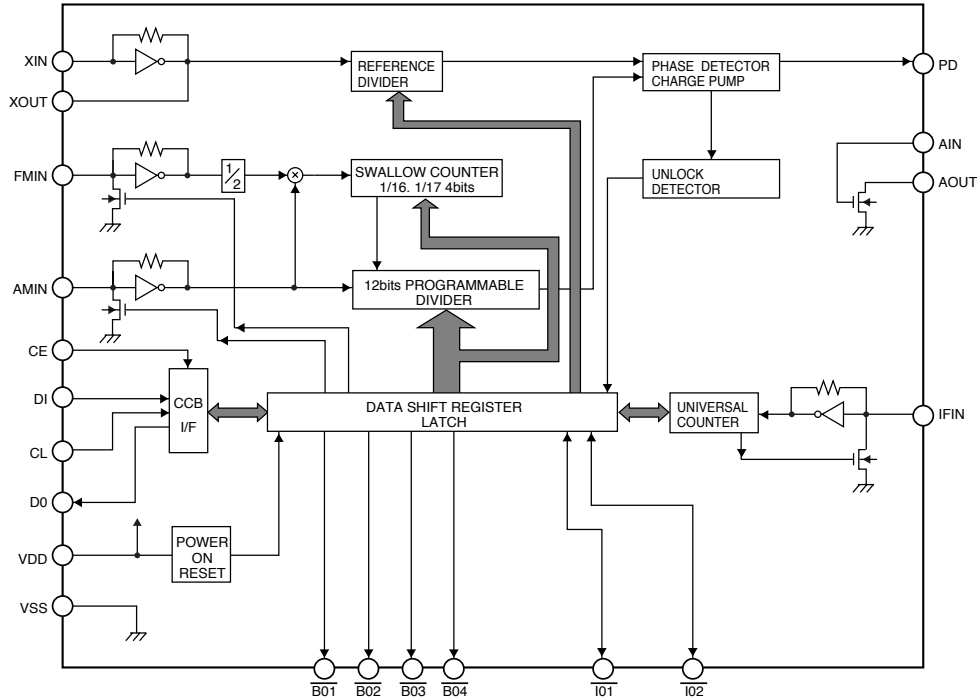 XIN
REFERENCE
DIVIDER
PHASE DETECTOR
CHARGE PUMP
PD
XOUT
AIN
FMIN
1/2
SWALLOW COUNTER
1/16. 1/17 4bits
UNLOCK
DETECTOR
AOUT
AMIN
12bits PROGRAMMABLE
DIVIDER
CE
DI
CCB
I/F
DATA SHIFT REGISTER
LATCH
UNIVERSAL
COUNTER
IFIN
CL
D0
VDD
POWER
ON
RESET
VSS
B01
B02
B03
B04
I01
I02